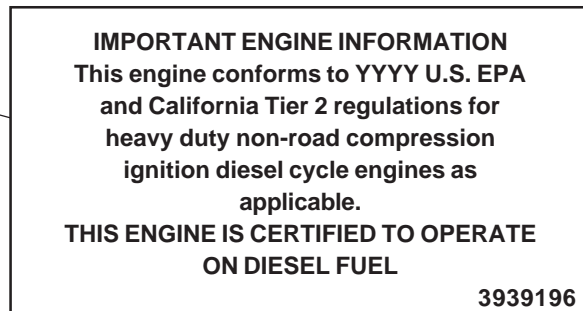 IMPORTANT ENGINE INFORMATION
This engine conforms to YYYY U.S. EPA
and California Tier 2 regulations for
heavy duty non-road compression
ignition diesel cycle engines as
applicable.
THIS ENGINE IS CERTIFIED TO OPERATE
ON DIESEL FUEL
3939196